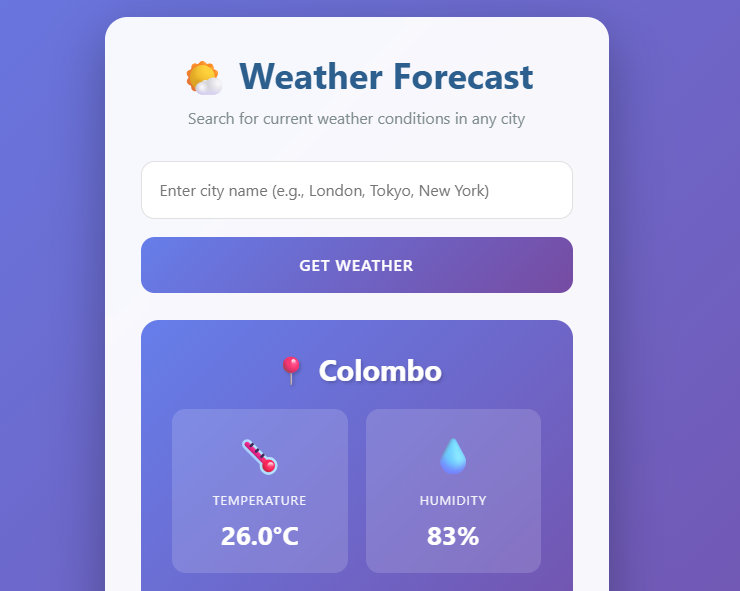 Weather Forecast
Search for current weather conditions in any city
Enter city name (e.g., London, Tokyo, New York)
GET WEATHER
Colombo
TEMPERATURE
26.0°C
HUMIDITY
83%